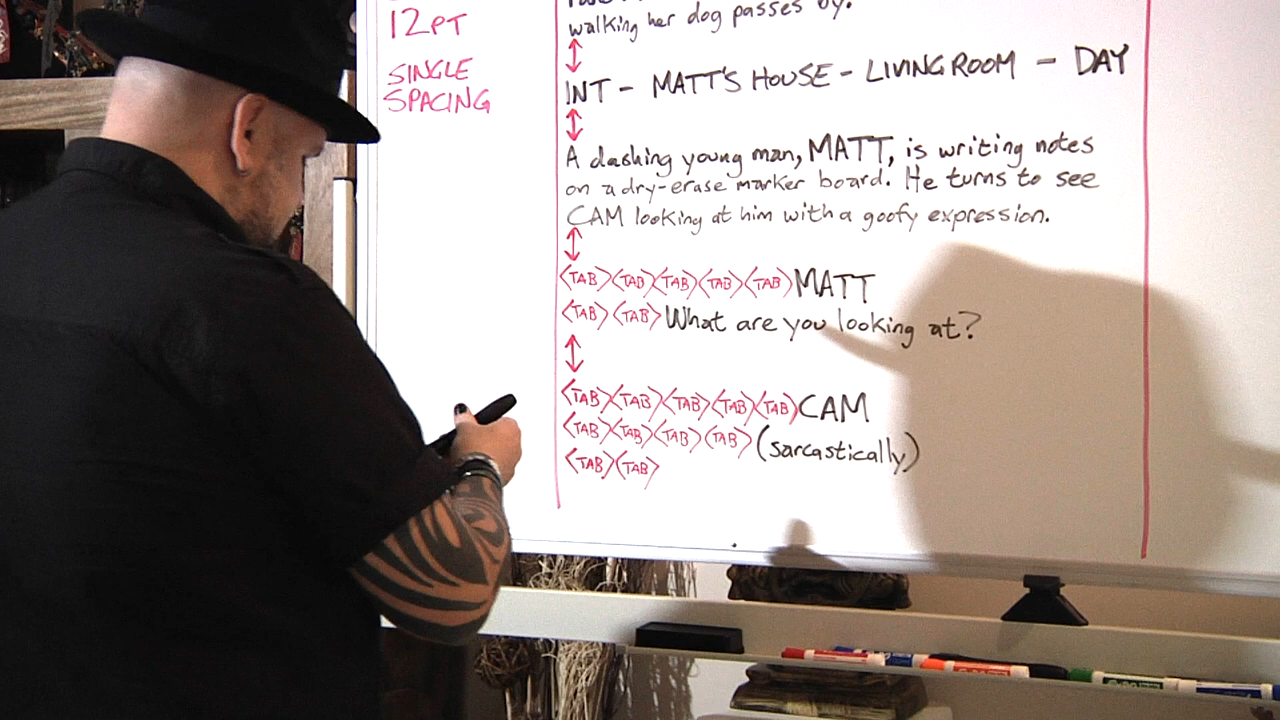 12PT
SINGLE
SPACING
walking her dog passes by.
INT - MATT'S HOUSE - LIVING ROOM - DAY
A dashing young man, MATT, is writing notes
on a dry-erase marker board. He turns to see
CAM looking at him with a goofy expression.
<TAB><TAB><TAB><TAB><TAB>MATT
<TAB><TAB>What are you looking at?
<TAB><TAB><TAB><TAB><TAB>CAM
<TAB><TAB><TAB><TAB>(sarcastically)
<TAB><TAB>